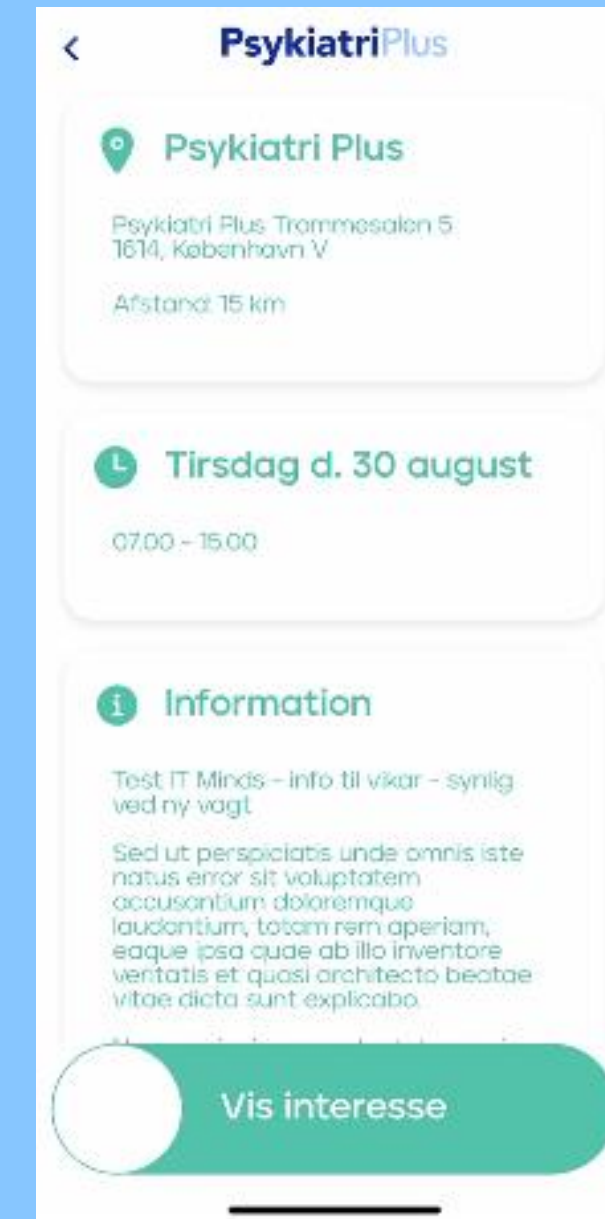 PsykiatriPlus
Psykiatri Plus
Psykiatri Plus Trommesalen 5
1614, København V
Afstand: 15 km
Tirsdag d. 30 august
07.00 - 15.00
Information
Test IT Minds - info til vikar - synlig
ved ny vagt
Sed ut perspiciatis unde omnis iste
natus error sit voluptatem
accusantium doloremque
laudantium, totam rem aperiam,
eaque ipsa quae ab illo inventore
veritatis et quasi architecto beatae
vitae dicta sunt explicabo.
Vis interesse